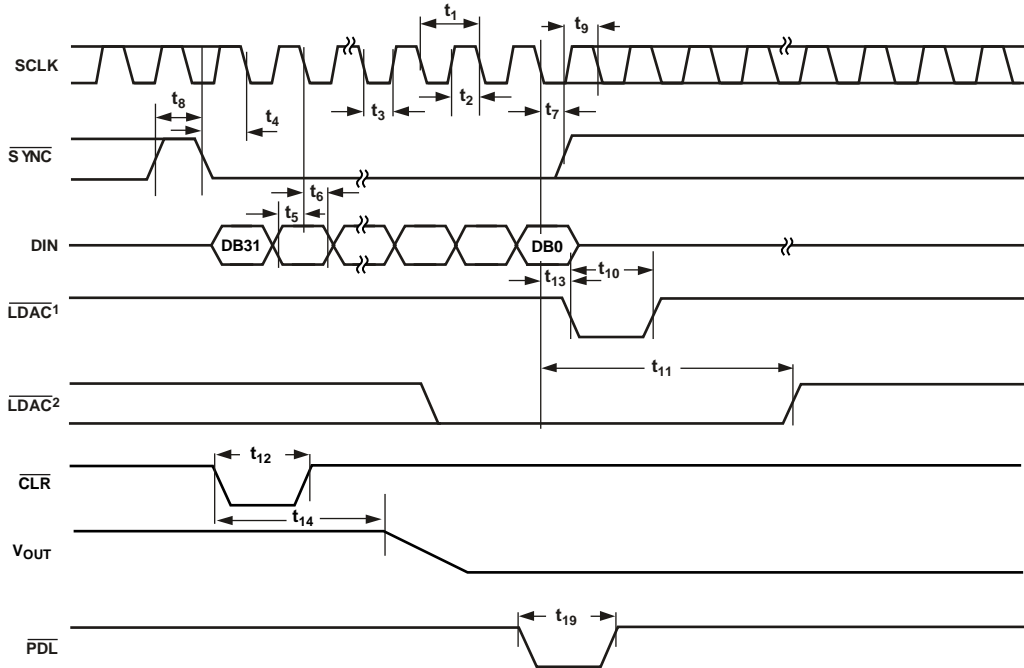 t1
t9
SCLK
t8
t4
t3
t2
t7
SYNC
t6
t5
DIN
DB31
DB0
t13
t10
LDAC1
t11
LDAC2
t12
CLR
t14
VOUT
t19
PDL